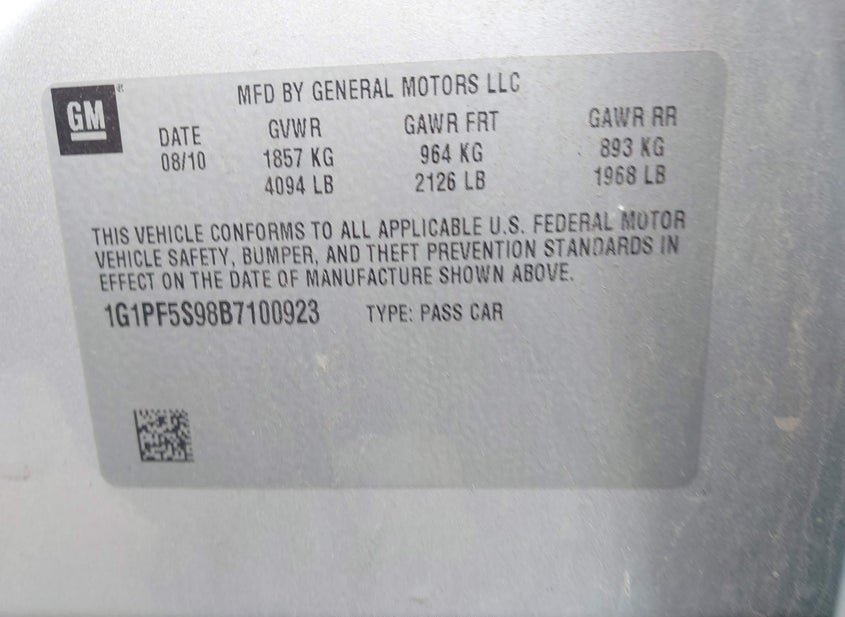 GM
MFD BY GENERAL MOTORS LLC
DATE GVWR GAWR FRT GAWR RR
08/10 1857 KG 964 KG 893 KG
4094 LB 2126 LB 1968 LB
THIS VEHICLE CONFORMS TO ALL APPLICABLE U.S. FEDERAL MOTOR
VEHICLE SAFETY, BUMPER, AND THEFT PREVENTION STANDARDS IN
EFFECT ON THE DATE OF MANUFACTURE SHOWN ABOVE.
1G1PF5S98B7100923 TYPE: PASS CAR